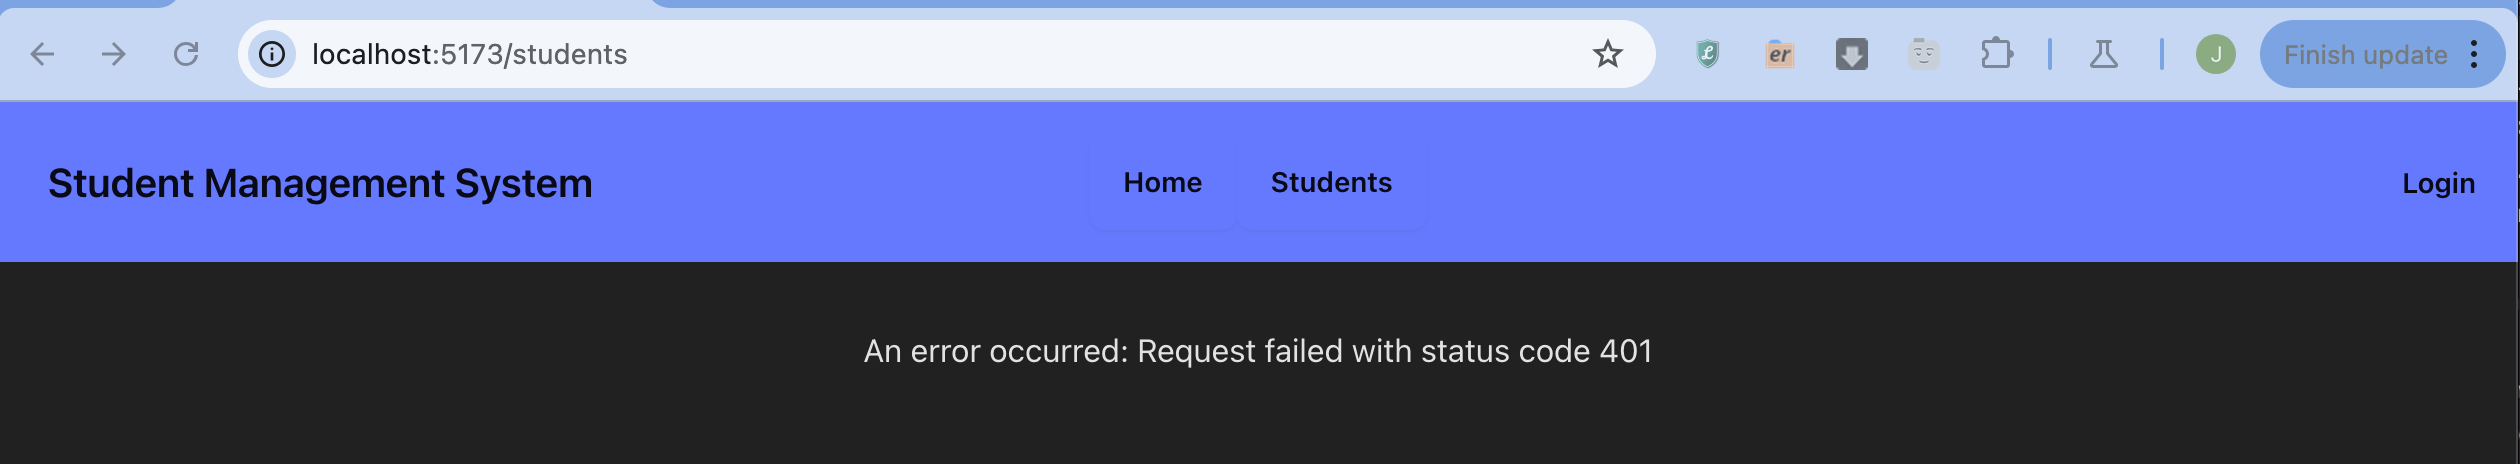 localhost:5173/students
er
J
Finish update
Student Management System
Home
Students
Login
An error occurred: Request failed with status code 401